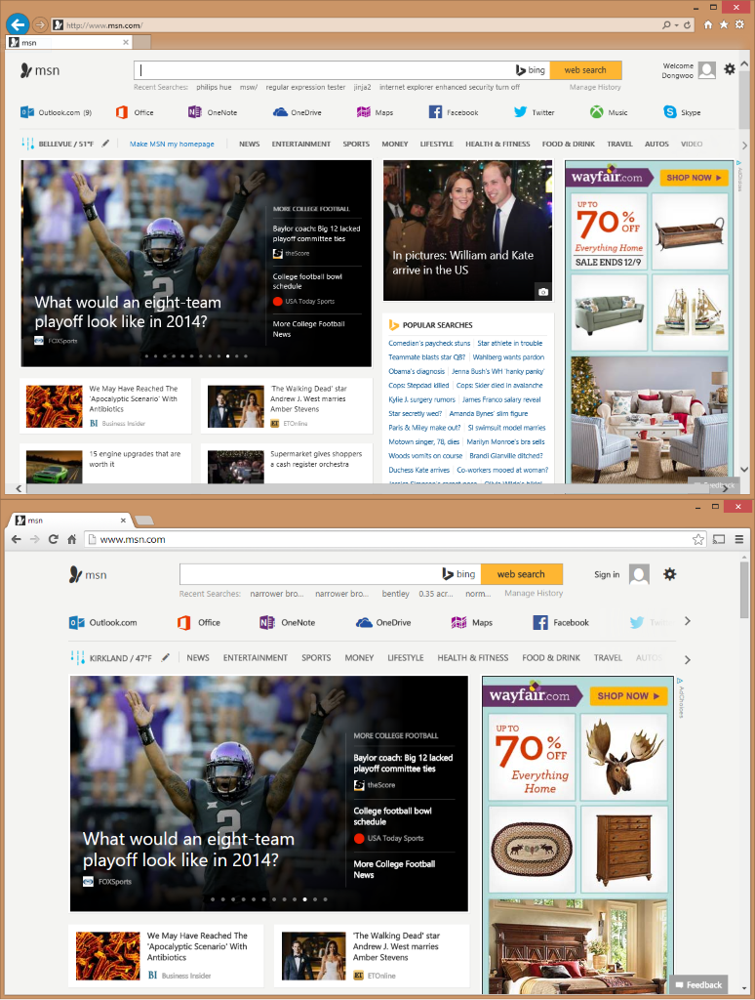 http://www.msn.com/
msn
msn
bing
web search
Welcome
Dongwoo
Recent Searches: philips hue msw/ regular expression tester jinja2 internet explorer enhanced security turn off Manage History
Outlook.com (9) Office OneNote OneDrive Maps Facebook Twitter Music Skype
BELLEVUE / 51°F Make MSN my homepage NEWS ENTERTAINMENT SPORTS MONEY LIFESTYLE HEALTH & FITNESS FOOD & DRINK TRAVEL AUTOS VIDEO
MORE COLLEGE FOOTBALL
Baylor coach: Big 12 lacked
playoff committee ties
theScore
College football bowl
schedule
USA Today Sports
More College Football
News
What would an eight-team
playoff look like in 2014?
FOXSports
In pictures: William and Kate
arrive in the US
wayfair.com SHOP NOW
AdChoices
UP TO
70% OFF
Everything Home
SALE ENDS 12/9
POPULAR SEARCHES
Comedian's paycheck stuns Star athlete in trouble
Teammate blasts star QB? Wahlberg wants pardon
Obama's diagnosis Jenna Bush's WH 'hanky panky'
Cops: Stepdad killed Cops: Skier died in avalanche
Kylie J. surgery rumors James Franco salary reveal
Star secretly wed? Amanda Bynes' slim figure
Paris & Miley make out? SI swimsuit model marries
Motown singer, 78, dies Marilyn Monroe's bra sells
Woods vomits on course Brandi Glanville ditched?
Duchess Kate arrives Co-workers mooed at woman?
We May Have Reached The
'Apocalyptic Scenario' With
Antibiotics
BI Business Insider
'The Walking Dead' star
Andrew J. West marries
Amber Stevens
ET ETOnline
15 engine upgrades that are
worth it
Supermarket gives shoppers
a cash register orchestra
Feedback
msn
www.msn.com
msn
bing
web search
Sign in
Recent Searches: narrower bro... narrower bro... bentley 0.35 acr... norm... Manage History
Outlook.com Office OneNote OneDrive Maps Facebook
KIRKLAND / 47°F NEWS ENTERTAINMENT SPORTS MONEY LIFESTYLE HEALTH & FITNESS FOOD & DRINK TRAVEL AUTOS
MORE COLLEGE FOOTBALL
Baylor coach: Big 12 lacked
playoff committee ties
theScore
College football bowl
schedule
USA Today Sports
More College Football
News
What would an eight-team
playoff look like in 2014?
FOXSports
wayfair.com SHOP NOW
AdChoices
UP TO
70% OFF
Everything
Home
We May Have Reached The
'Apocalyptic Scenario' With
Antibiotics
BI Business Insider
'The Walking Dead' star
Andrew J. West marries
Amber Stevens
ET ETOnline
Feedback